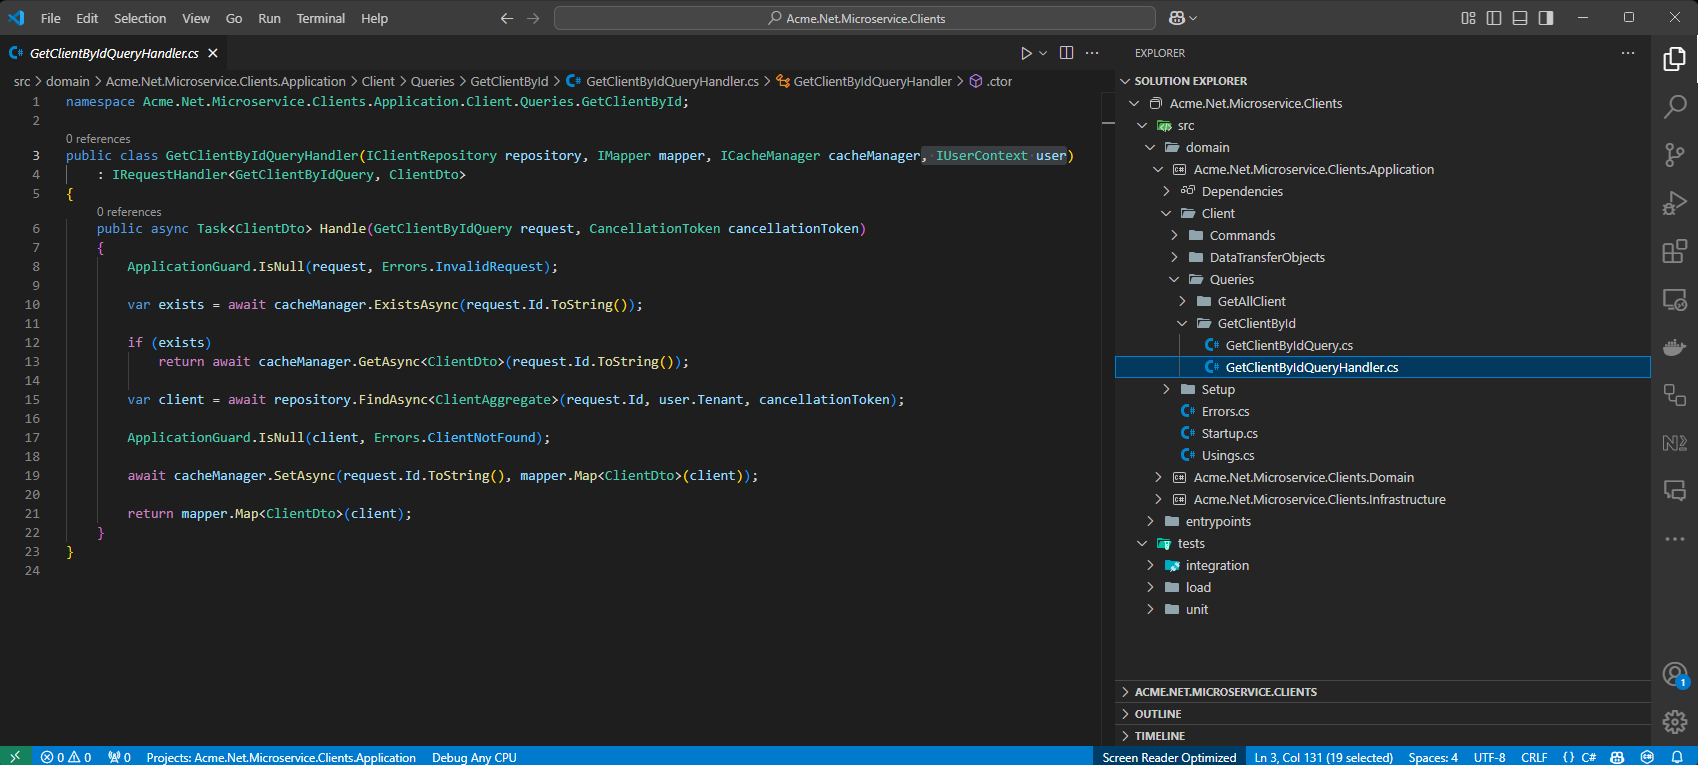 File Edit Selection View Go Run Terminal Help
Acme.Net.Microservice.Clients
GetClientByIdQueryHandler.cs
src > domain > Acme.Net.Microservice.Clients.Application > Client > Queries > GetClientById > GetClientByIdQueryHandler.cs > GetClientByIdQueryHandler > .ctor
1 namespace Acme.Net.Microservice.Clients.Application.Client.Queries.GetClientById;
2
0 references
3 public class GetClientByIdQueryHandler(IClientRepository repository, IMapper mapper, ICacheManager cacheManager, IUserContext user)
4 : IRequestHandler<GetClientByIdQuery, ClientDto>
5 {
0 references
6 public async Task<ClientDto> Handle(GetClientByIdQuery request, CancellationToken cancellationToken)
7 {
8 ApplicationGuard.IsNull(request, Errors.InvalidRequest);
9
10 var exists = await cacheManager.ExistsAsync(request.Id.ToString());
11
12 if (exists)
13 return await cacheManager.GetAsync<ClientDto>(request.Id.ToString());
14
15 var client = await repository.FindAsync<ClientAggregate>(request.Id, user.Tenant, cancellationToken);
16
17 ApplicationGuard.IsNull(client, Errors.ClientNotFound);
18
19 await cacheManager.SetAsync(request.Id.ToString(), mapper.Map<ClientDto>(client));
20
21 return mapper.Map<ClientDto>(client);
22 }
23 }
24
EXPLORER
SOLUTION EXPLORER
Acme.Net.Microservice.Clients
src
domain
Acme.Net.Microservice.Clients.Application
Dependencies
Client
Commands
DataTransferObjects
Queries
GetAllClient
GetClientById
GetClientByIdQuery.cs
GetClientByIdQueryHandler.cs
Setup
Errors.cs
Startup.cs
Usings.cs
Acme.Net.Microservice.Clients.Domain
Acme.Net.Microservice.Clients.Infrastructure
entrypoints
tests
integration
load
unit
ACME.NET.MICROSERVICE.CLIENTS
OUTLINE
TIMELINE
1
0 0 0 Projects: Acme.Net.Microservice.Clients.Application Debug Any CPU Screen Reader Optimized Ln 3, Col 131 (19 selected) Spaces: 4 UTF-8 CRLF {} C#